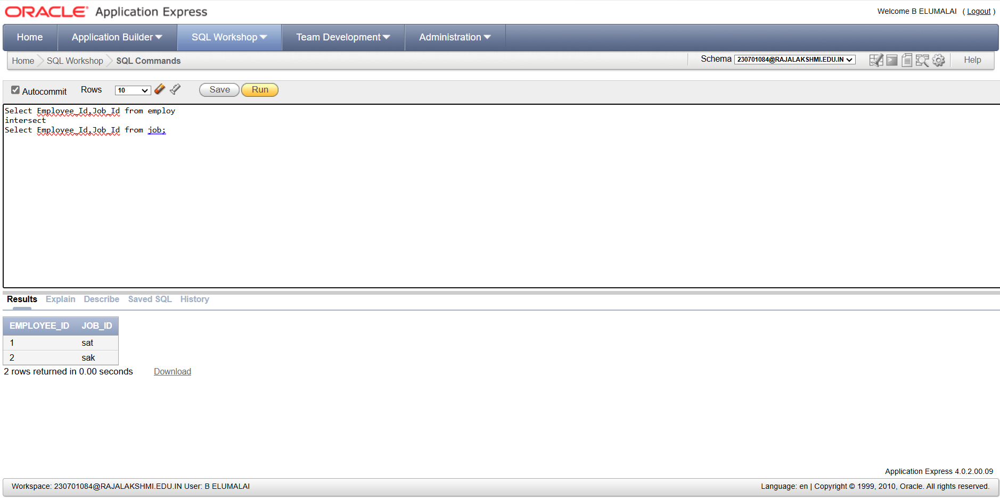 ORACLE® Application Express
Welcome B ELUMALAI ( Logout )
Home Application Builder SQL Workshop Team Development Administration
Home SQL Workshop SQL Commands Schema 230701084@RAJALAKSHMI.EDU.IN Help
Autocommit Rows 10 Save Run
Select Employee_Id,Job_Id from employ
intersect
Select Employee_Id,Job_Id from job;
Results Explain Describe Saved SQL History
EMPLOYEE_ID JOB_ID
1 sat
2 sak
2 rows returned in 0.00 seconds Download
Application Express 4.0.2.00.09
Workspace: 230701084@RAJALAKSHMI.EDU.IN User: B ELUMALAI
Language: en | Copyright © 1999, 2010, Oracle. All rights reserved.